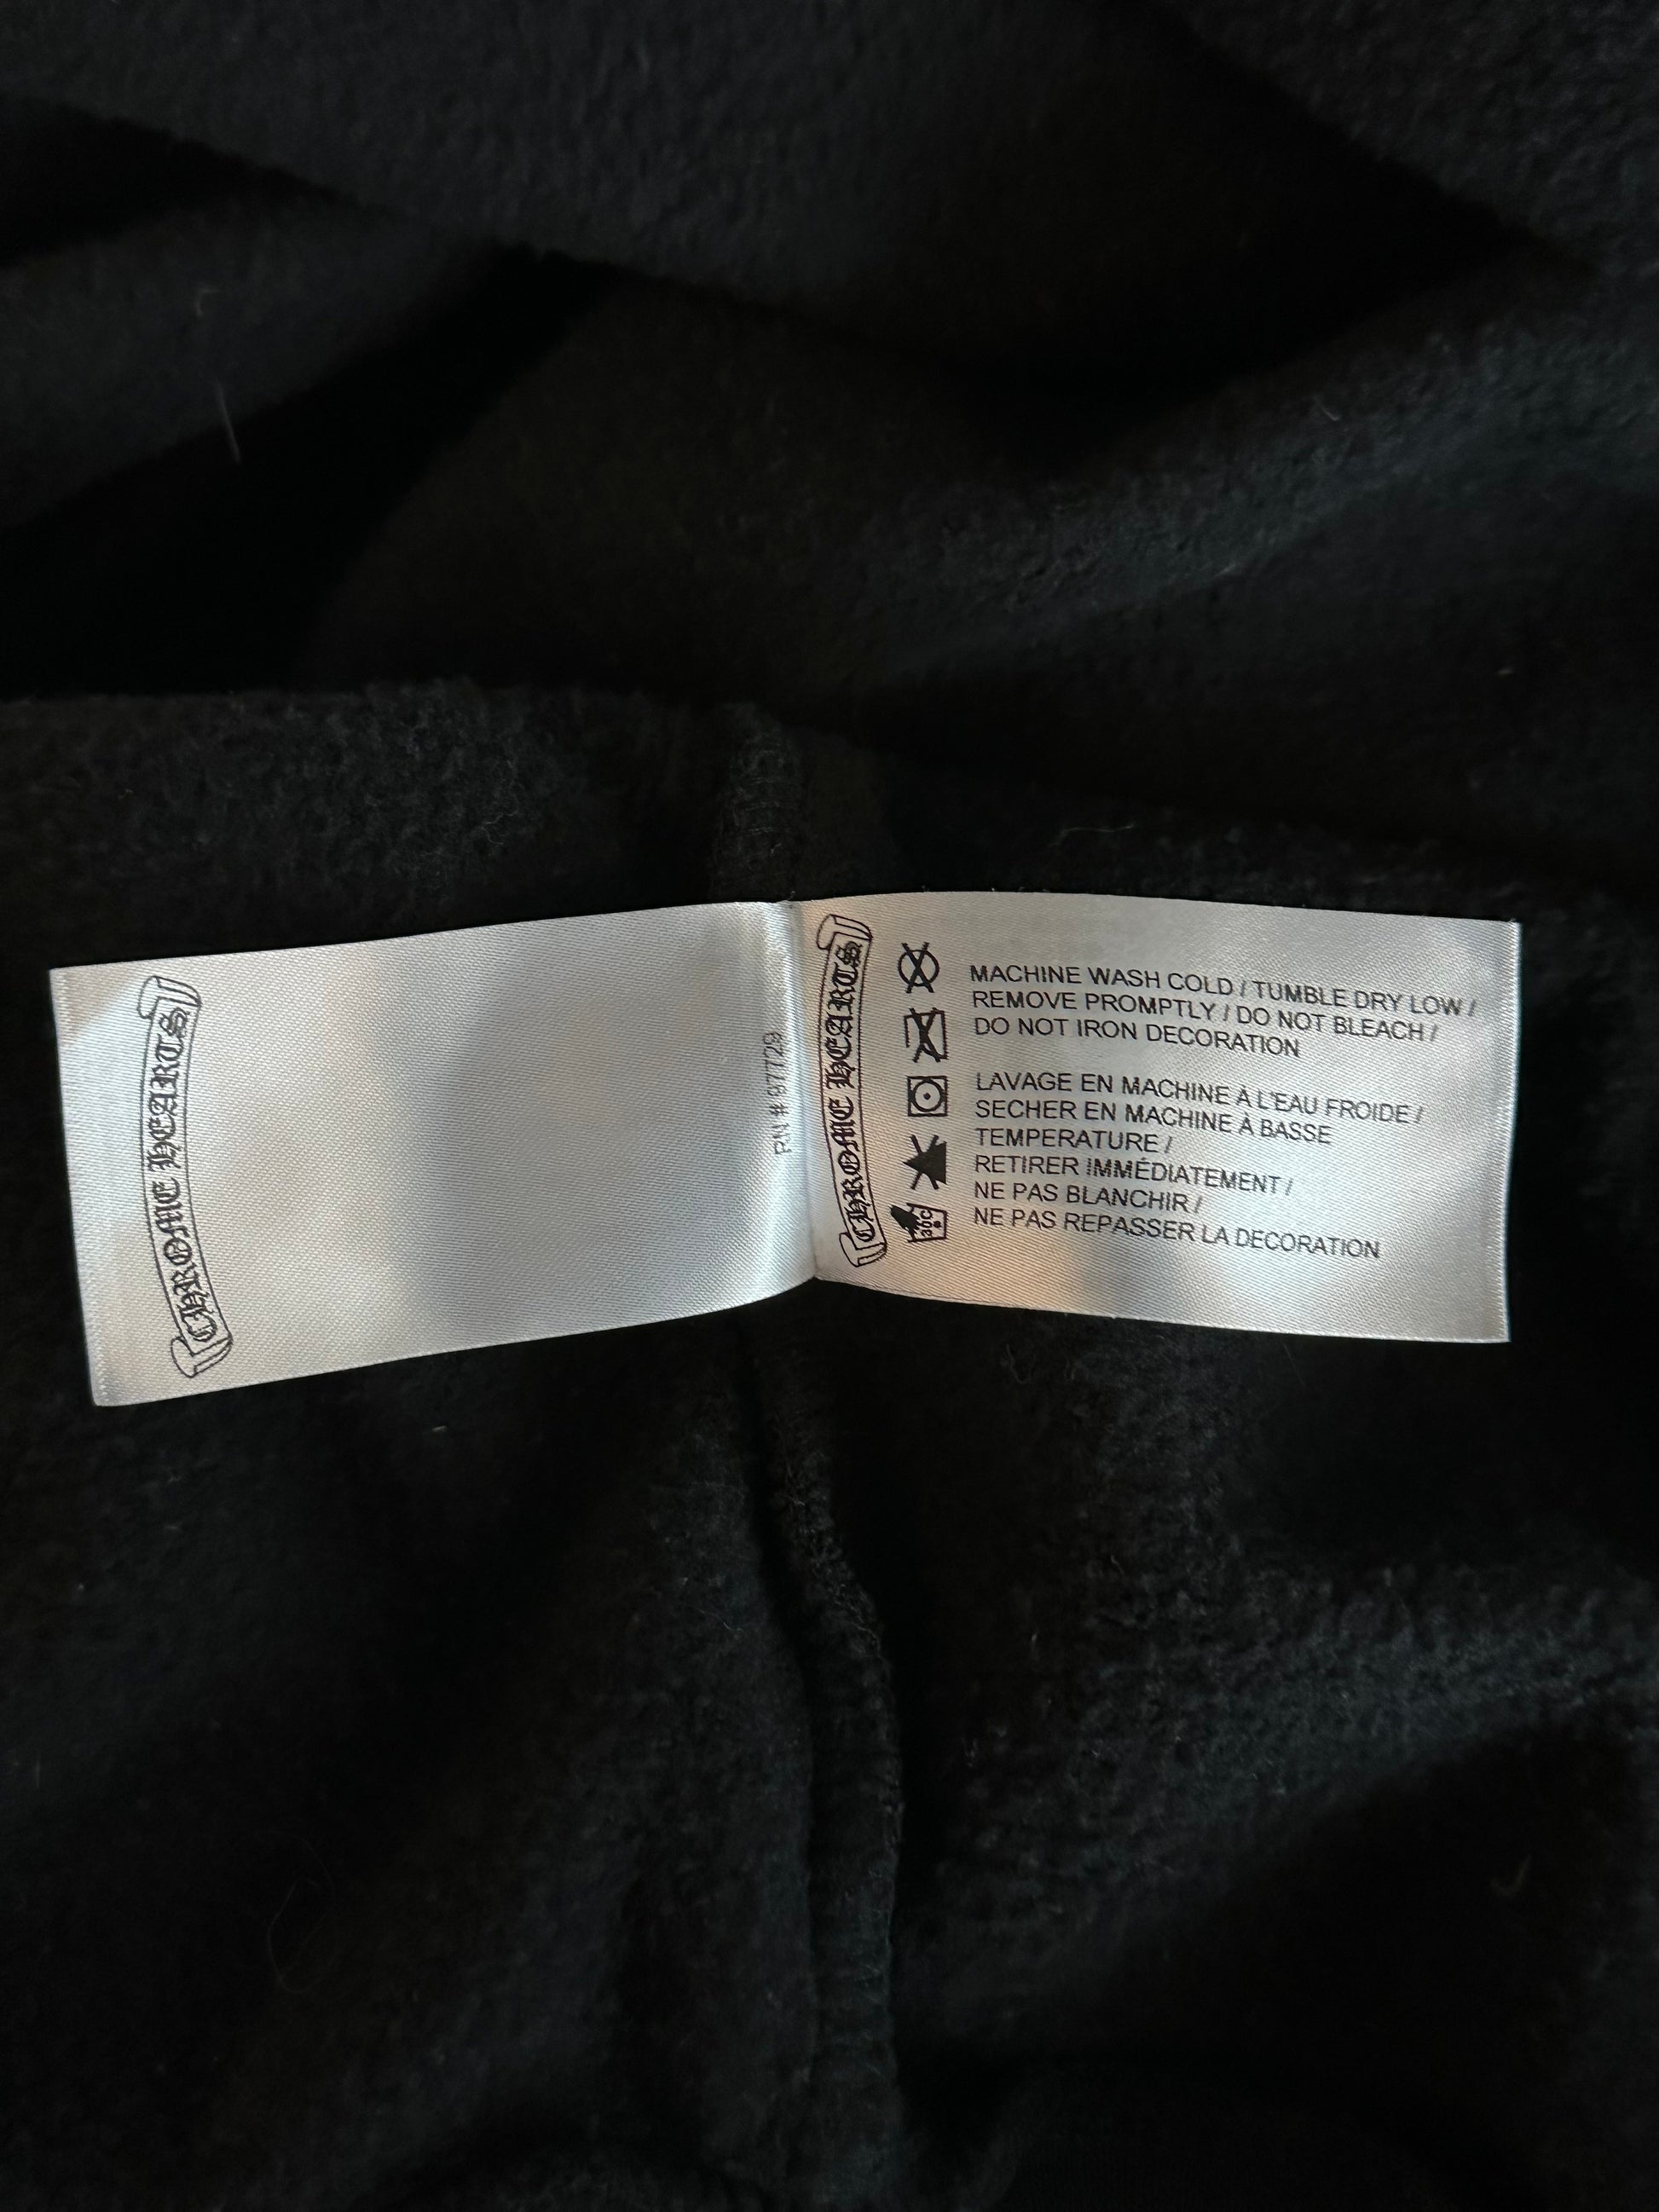 CHROME HEARTS
RN # 97729
CHROME HEARTS
MACHINE WASH COLD / TUMBLE DRY LOW /
REMOVE PROMPTLY / DO NOT BLEACH /
DO NOT IRON DECORATION
LAVAGE EN MACHINE À L'EAU FROIDE /
SECHER EN MACHINE À BASSE
TEMPERATURE /
RETIRER IMMÉDIATEMENT /
NE PAS BLANCHIR /
NE PAS REPASSER LA DECORATION
30C